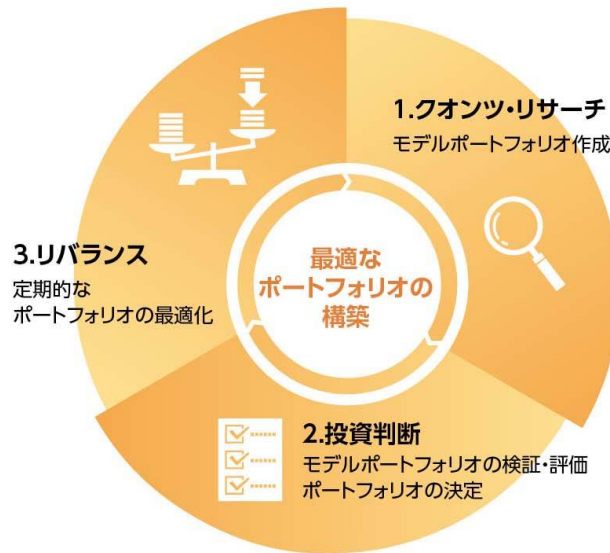 1.クオンツ・リサーチ
モデルポートフォリオ作成
2.投資判断
モデルポートフォリオの検証・評価
ポートフォリオの決定
3.リバランス
定期的な
ポートフォリオの最適化
最適な
ポートフォリオの
構築